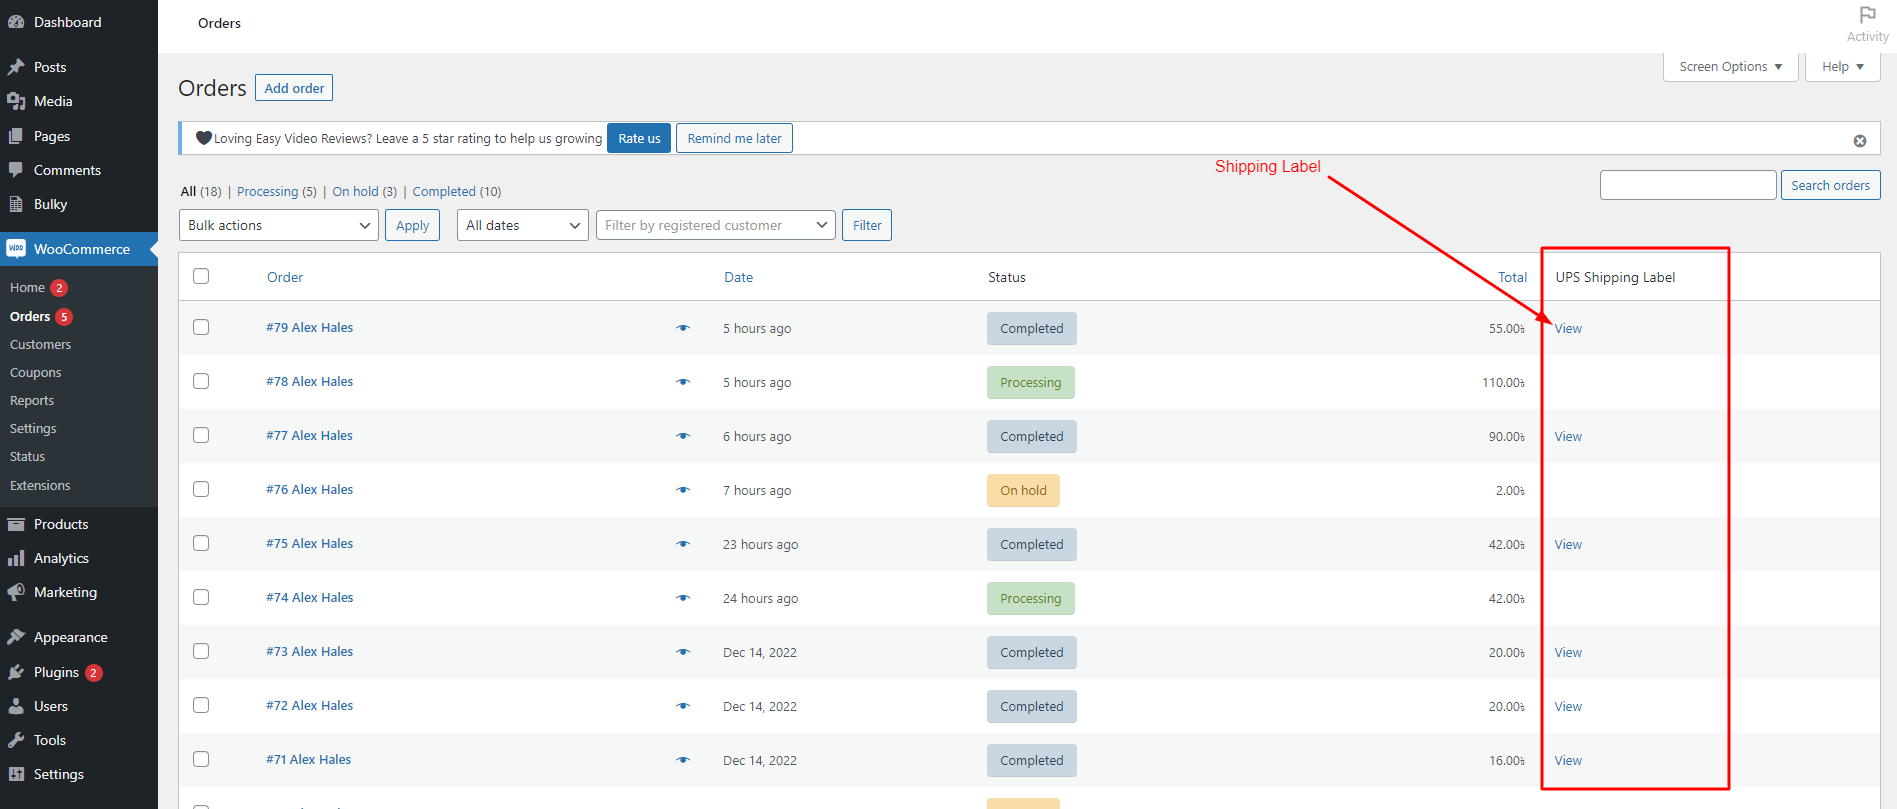 Dashboard
Posts
Media
Pages
Comments
Bulky
WooCommerce
Home 2
Orders 5
Customers
Coupons
Reports
Settings
Status
Extensions
Products
Analytics
Marketing
Appearance
Plugins 2
Users
Tools
Settings
Orders
Activity
Screen Options
Help
Orders Add order
Loving Easy Video Reviews? Leave a 5 star rating to help us growing Rate us Remind me later
Shipping Label
All (18) | Processing (5) | On hold (3) | Completed (10)
Search orders
Bulk actions Apply All dates Filter by registered customer Filter
Order Date Status Total UPS Shipping Label
#79 Alex Hales 5 hours ago Completed 55.00৳ View
#78 Alex Hales 5 hours ago Processing 110.00৳
#77 Alex Hales 6 hours ago Completed 90.00৳ View
#76 Alex Hales 7 hours ago On hold 2.00৳
#75 Alex Hales 23 hours ago Completed 42.00৳ View
#74 Alex Hales 24 hours ago Processing 42.00৳
#73 Alex Hales Dec 14, 2022 Completed 20.00৳ View
#72 Alex Hales Dec 14, 2022 Completed 20.00৳ View
#71 Alex Hales Dec 14, 2022 Completed 16.00৳ View